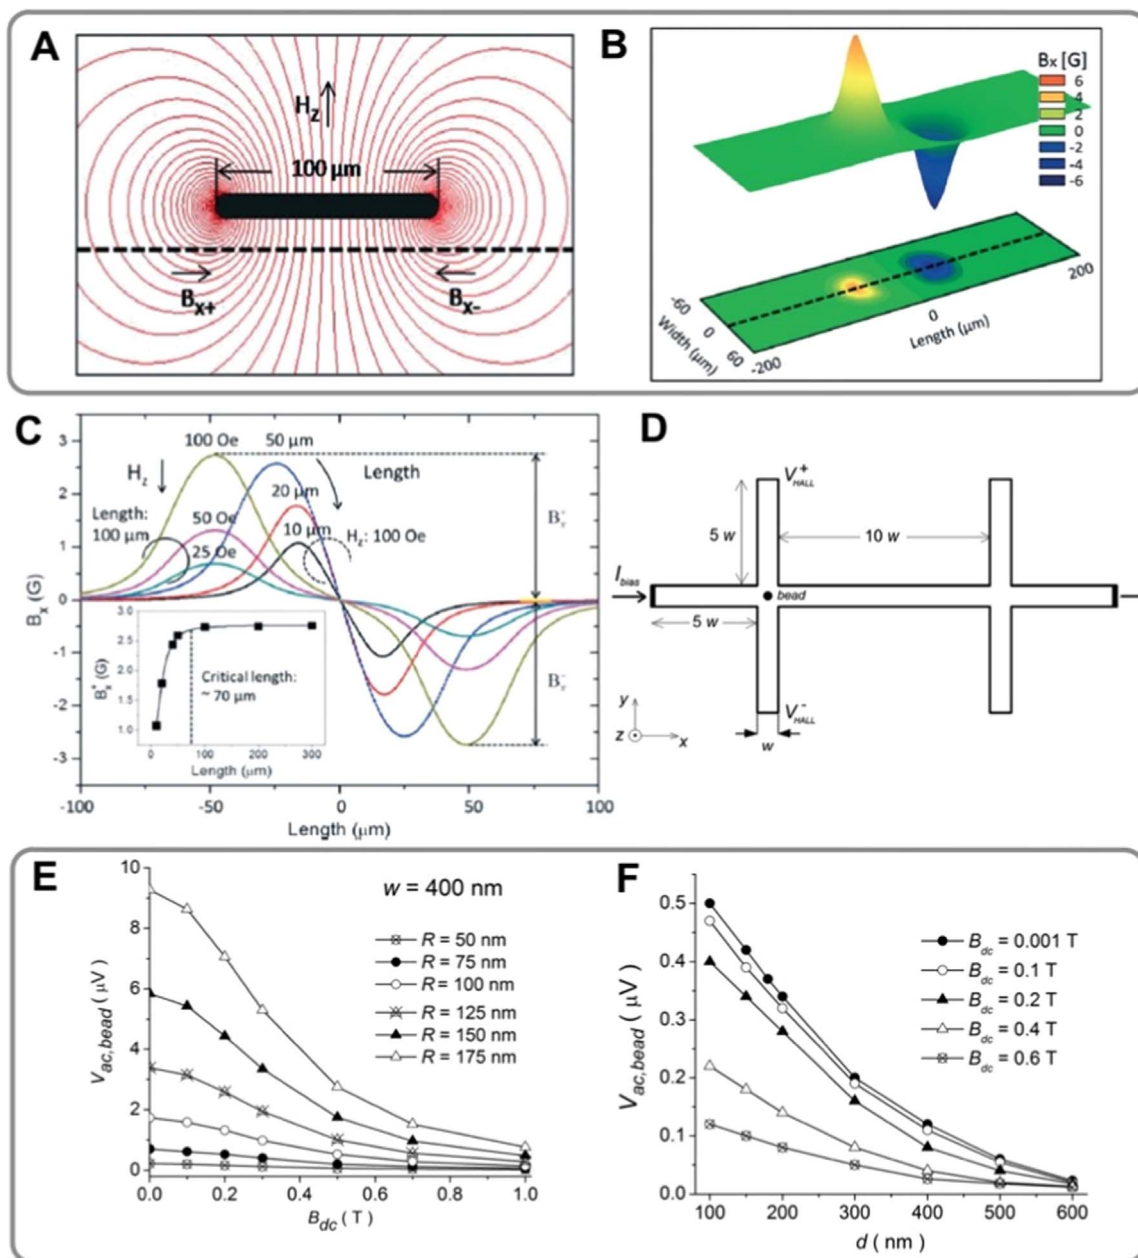 A
H_z
100 μm
B_x+
B_x-
B
B_x [G]
6
4
2
0
-2
-4
-6
-60
0
60
Width (μm)
-200
0
200
Length (μm)
C
3
2
1
0
-1
-2
-3
B_x (G)
100 Oe
50 μm
H_z
Length
20 μm
Length:
100 μm
50 Oe
10 μm
H_z: 100 Oe
25 Oe
3.0
2.5
2.0
1.5
1.0
Critical length:
~ 70 μm
0
100
200
300
Length (μm)
-100
-50
0
50
100
Length (μm)
D
V_HALL^+
5 w
10 w
I_bias
bead
5 w
V_HALL^-
y
z
x
w
E
10
8
6
4
2
0
V_ac,bead ( μV )
w = 400 nm
R = 50 nm
R = 75 nm
R = 100 nm
R = 125 nm
R = 150 nm
R = 175 nm
0.0
0.2
0.4
0.6
0.8
1.0
B_dc ( T )
F
0.5
0.4
0.3
0.2
0.1
0.0
V_ac,bead ( μV )
B_dc = 0.001 T
B_dc = 0.1 T
B_dc = 0.2 T
B_dc = 0.4 T
B_dc = 0.6 T
100
200
300
400
500
600
d ( nm )